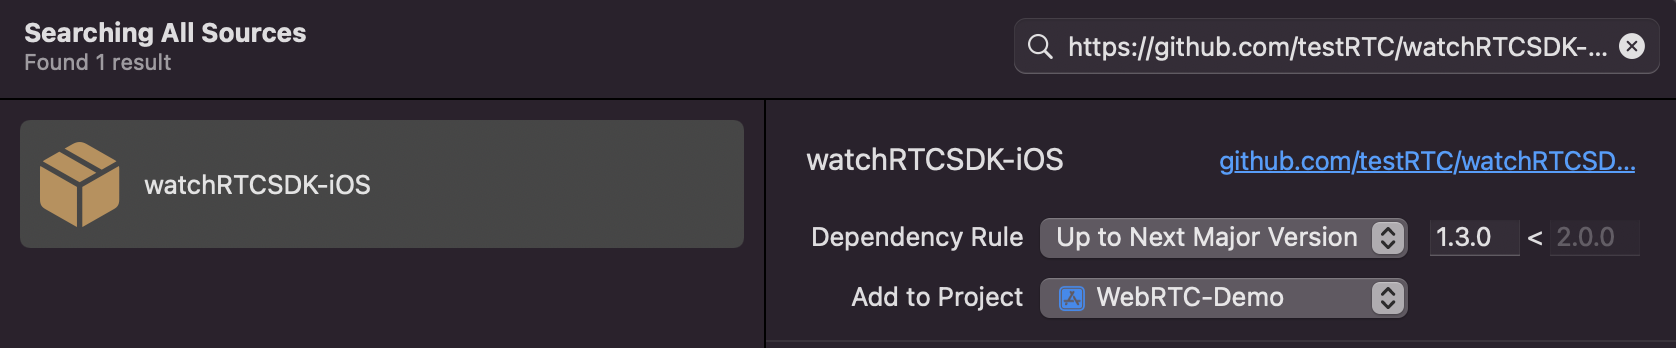 Searching All Sources
Found 1 result
https://github.com/testRTC/watchRTCSDK-...
watchRTCSDK-iOS
watchRTCSDK-iOS
github.com/testRTC/watchRTCSD...
Dependency Rule Up to Next Major Version 1.3.0 < 2.0.0
Add to Project WebRTC-Demo